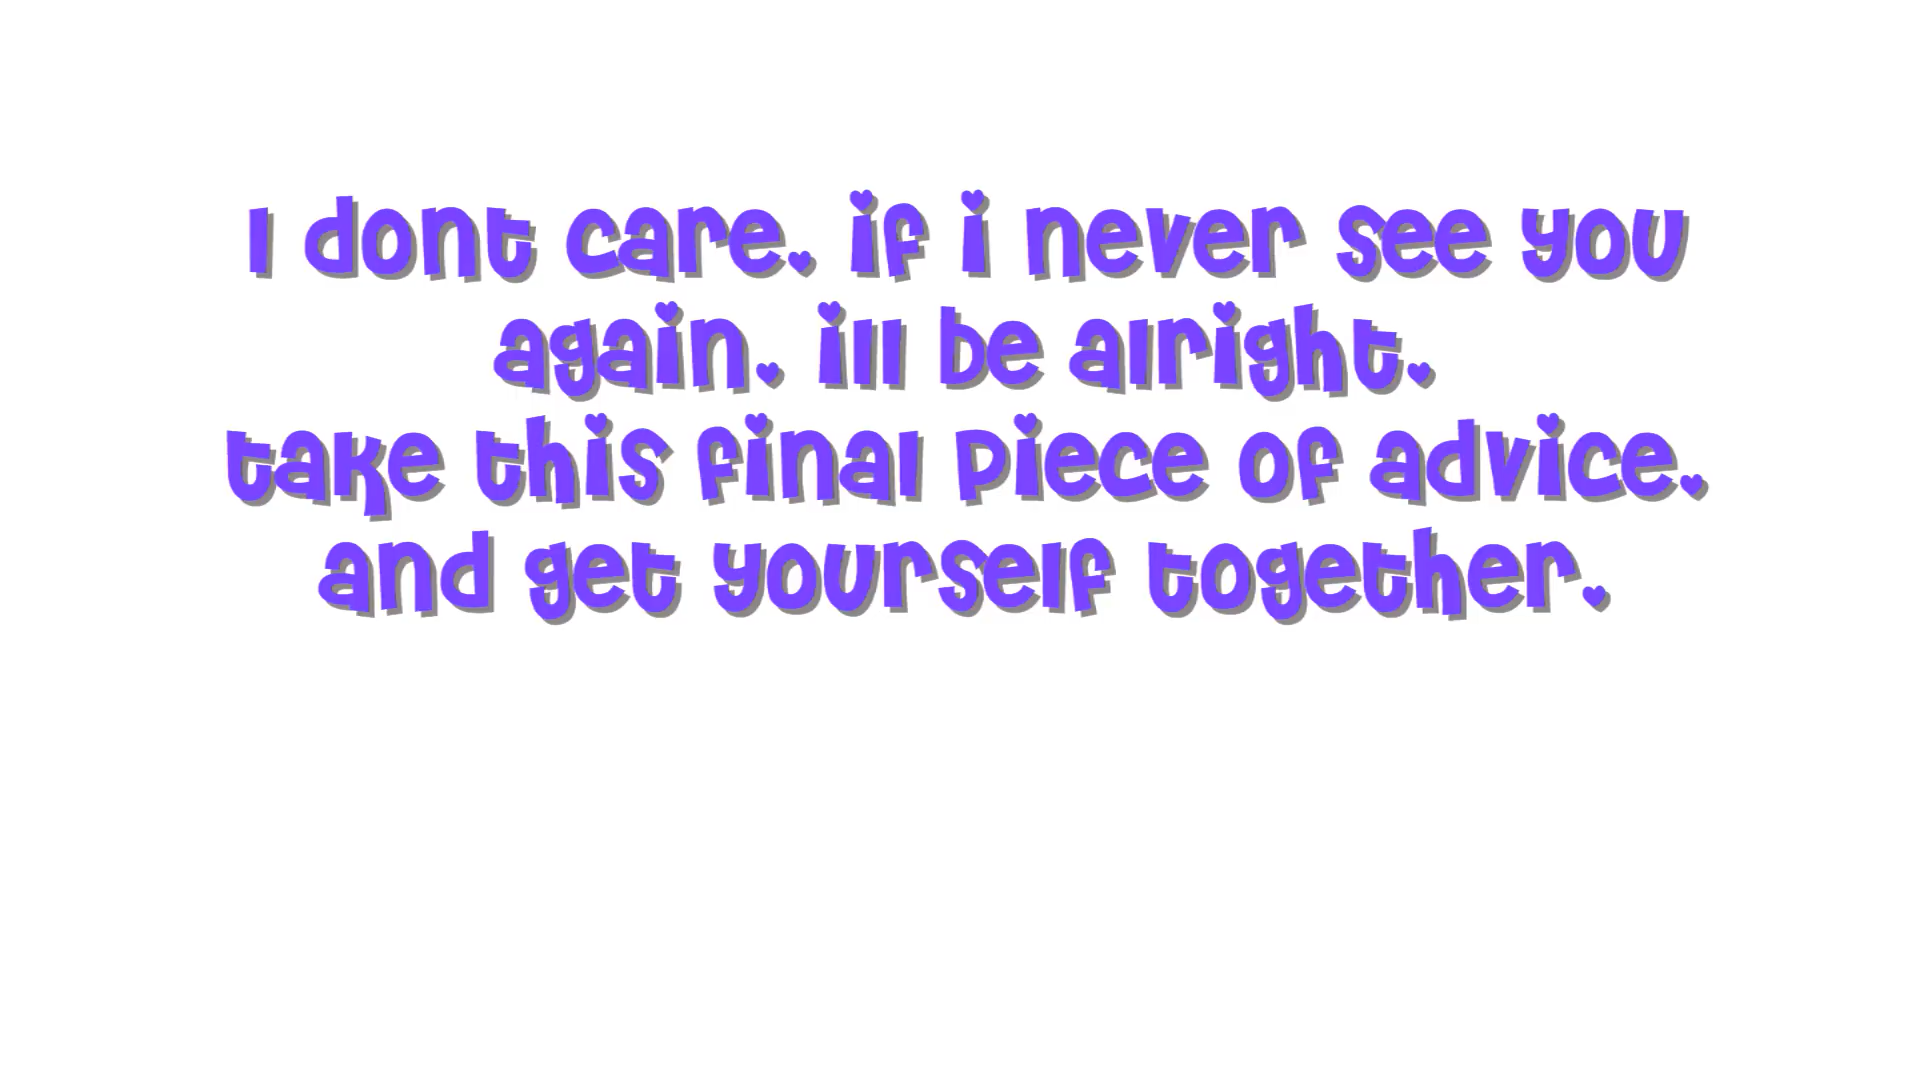 I dont care. if i never see you
again. ill be alright.
take this final piece of advice.
and get yourself together.